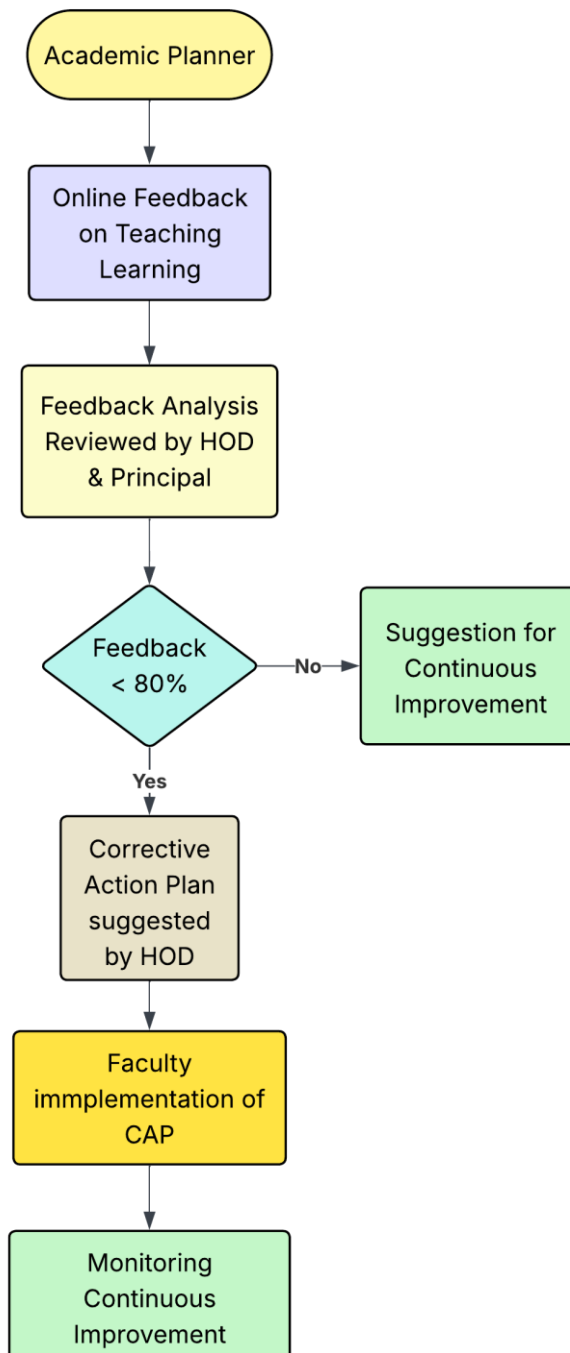 Academic Planner
Online Feedback
on Teaching
Learning
Feedback Analysis
Reviewed by HOD
& Principal
Feedback
< 80%
No
Suggestion for
Continuous
Improvement
Yes
Corrective
Action Plan
suggested
by HOD
Faculty
immplementation of
CAP
Monitoring
Continuous
Improvement